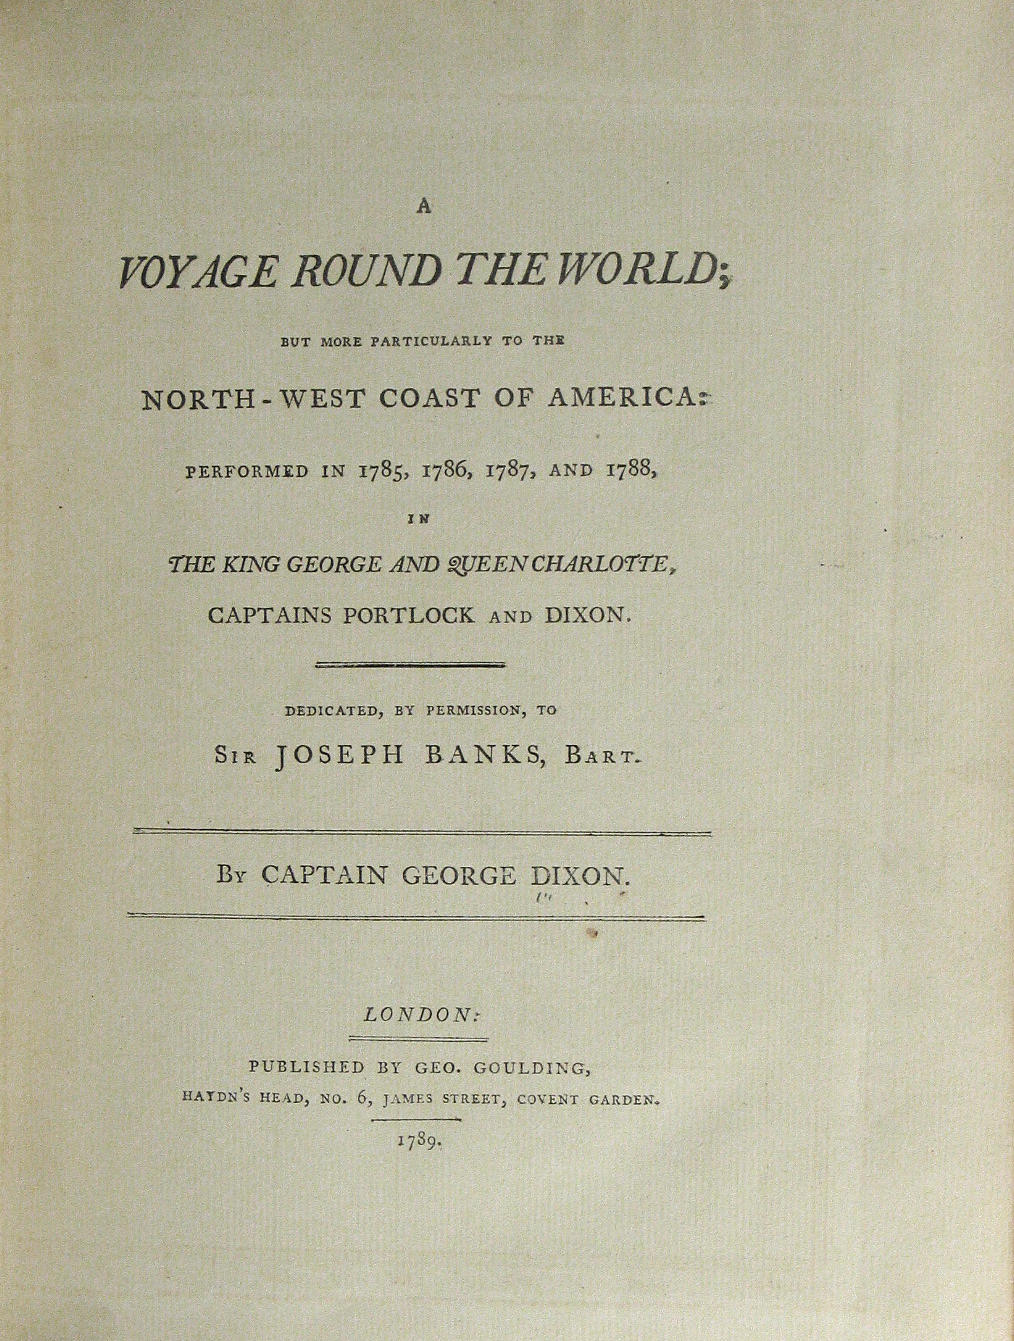 A
VOYAGE ROUND THE WORLD;
BUT MORE PARTICULARLY TO THE
NORTH-WEST COAST OF AMERICA:
PERFORMED IN 1785, 1786, 1787, AND 1788,
IN
THE KING GEORGE AND QUEEN CHARLOTTE,
CAPTAINS PORTLOCK AND DIXON.
DEDICATED, BY PERMISSION, TO
SIR JOSEPH BANKS, BART.
BY CAPTAIN GEORGE DIXON.
LONDON:
PUBLISHED BY GEO. GOULDING,
HAYDN'S HEAD, NO. 6, JAMES STREET, COVENT GARDEN.
1789.